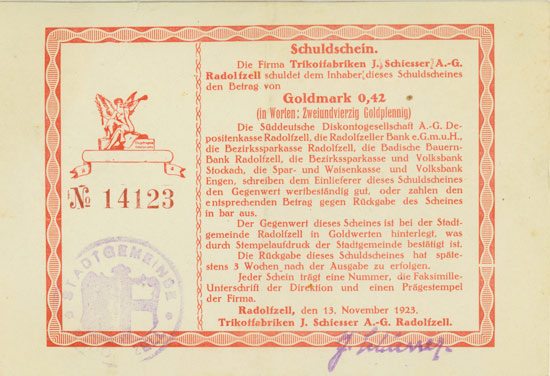 Schuldschein.
Die Firma Trikotfabriken J. Schiesser A.-G.
Radolfzell schuldet dem Inhaber dieses Schuldscheines
den Betrag von
Goldmark 0,42
(in Worten: Zweiundvierzig Goldpfennig)
Die Süddeutsche Diskontogesellschaft A.-G. De-
positenkasse Radolfzell, die Radolfzeller Bank e.G.m.u.H.,
die Bezirkssparkasse Radolfzell, die Badische Bauern-
Bank Radolfzell, die Bezirkssparkasse und Volksbank
Stockach, die Spar- und Waisenkasse und Volksbank
Engen, schreiben dem Einlieferer dieses Schuldscheines
den Gegenwert wertbeständig gut, oder zahlen den
entsprechenden Betrag gegen Rückgabe des Scheines
in bar aus.
Der Gegenwert dieses Scheines ist bei der Stadt-
gemeinde Radolfzell in Goldwerten hinterlegt, was
durch Stempelaufdruck der Stadtgemeinde bestätigt ist.
Die Rückgabe dieses Schuldscheines hat späte-
stens 3 Wochen nach der Ausgabe zu erfolgen.
Jeder Schein trägt eine Nummer, die Faksimille-
Unterschrift der Direktion und einen Prägestempel
der Firma.
Radolfzell, den 13. November 1923.
Trikotfabriken J. Schiesser A.-G. Radolfzell.
J. Schiesser
№ 14123
STADTGEMEINDE